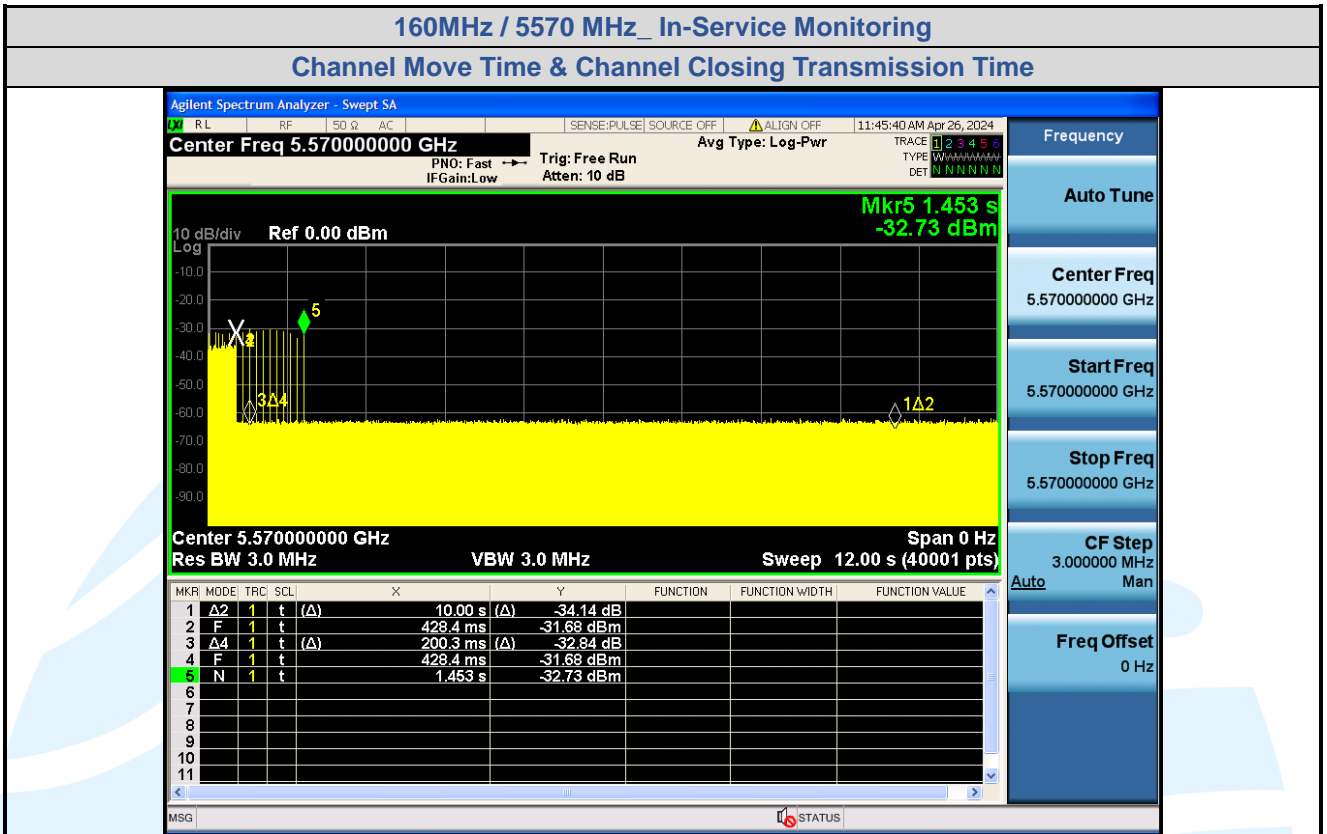 160MHz / 5570 MHz_ In-Service Monitoring
Channel Move Time & Channel Closing Transmission Time
Agilent Spectrum Analyzer - Swept SA
LXI RL RF 50 Ω AC SENSE:PULSE SOURCE OFF ALIGN OFF 11:45:40 AM Apr 26, 2024
Center Freq 5.570000000 GHz
PNO: Fast
IFGain:Low
Trig: Free Run
Atten: 10 dB
Avg Type: Log-Pwr
TRACE 1 2 3 4 5 6
TYPE WWWWWW
DET N N N N N N
Mkr5 1.453 s
-32.73 dBm
10 dB/div Ref 0.00 dBm
Log
-10.0
-20.0
-30.0
-40.0
-50.0
-60.0
-70.0
-80.0
-90.0
5
3Δ4
1Δ2
Center 5.570000000 GHz Span 0 Hz
Res BW 3.0 MHz VBW 3.0 MHz Sweep 12.00 s (40001 pts)
MKR MODE TRC SCL X Y FUNCTION FUNCTION WIDTH FUNCTION VALUE
1 Δ2 1 t (Δ) 10.00 s (Δ) -34.14 dB
2 F 1 t 428.4 ms -31.68 dBm
3 Δ4 1 t (Δ) 200.3 ms (Δ) -32.84 dB
4 F 1 t 428.4 ms -31.68 dBm
5 N 1 t 1.453 s -32.73 dBm
6
7
8
9
10
11
MSG STATUS
Frequency
Auto Tune
Center Freq
5.570000000 GHz
Start Freq
5.570000000 GHz
Stop Freq
5.570000000 GHz
CF Step
3.000000 MHz
Auto Man
Freq Offset
0 Hz